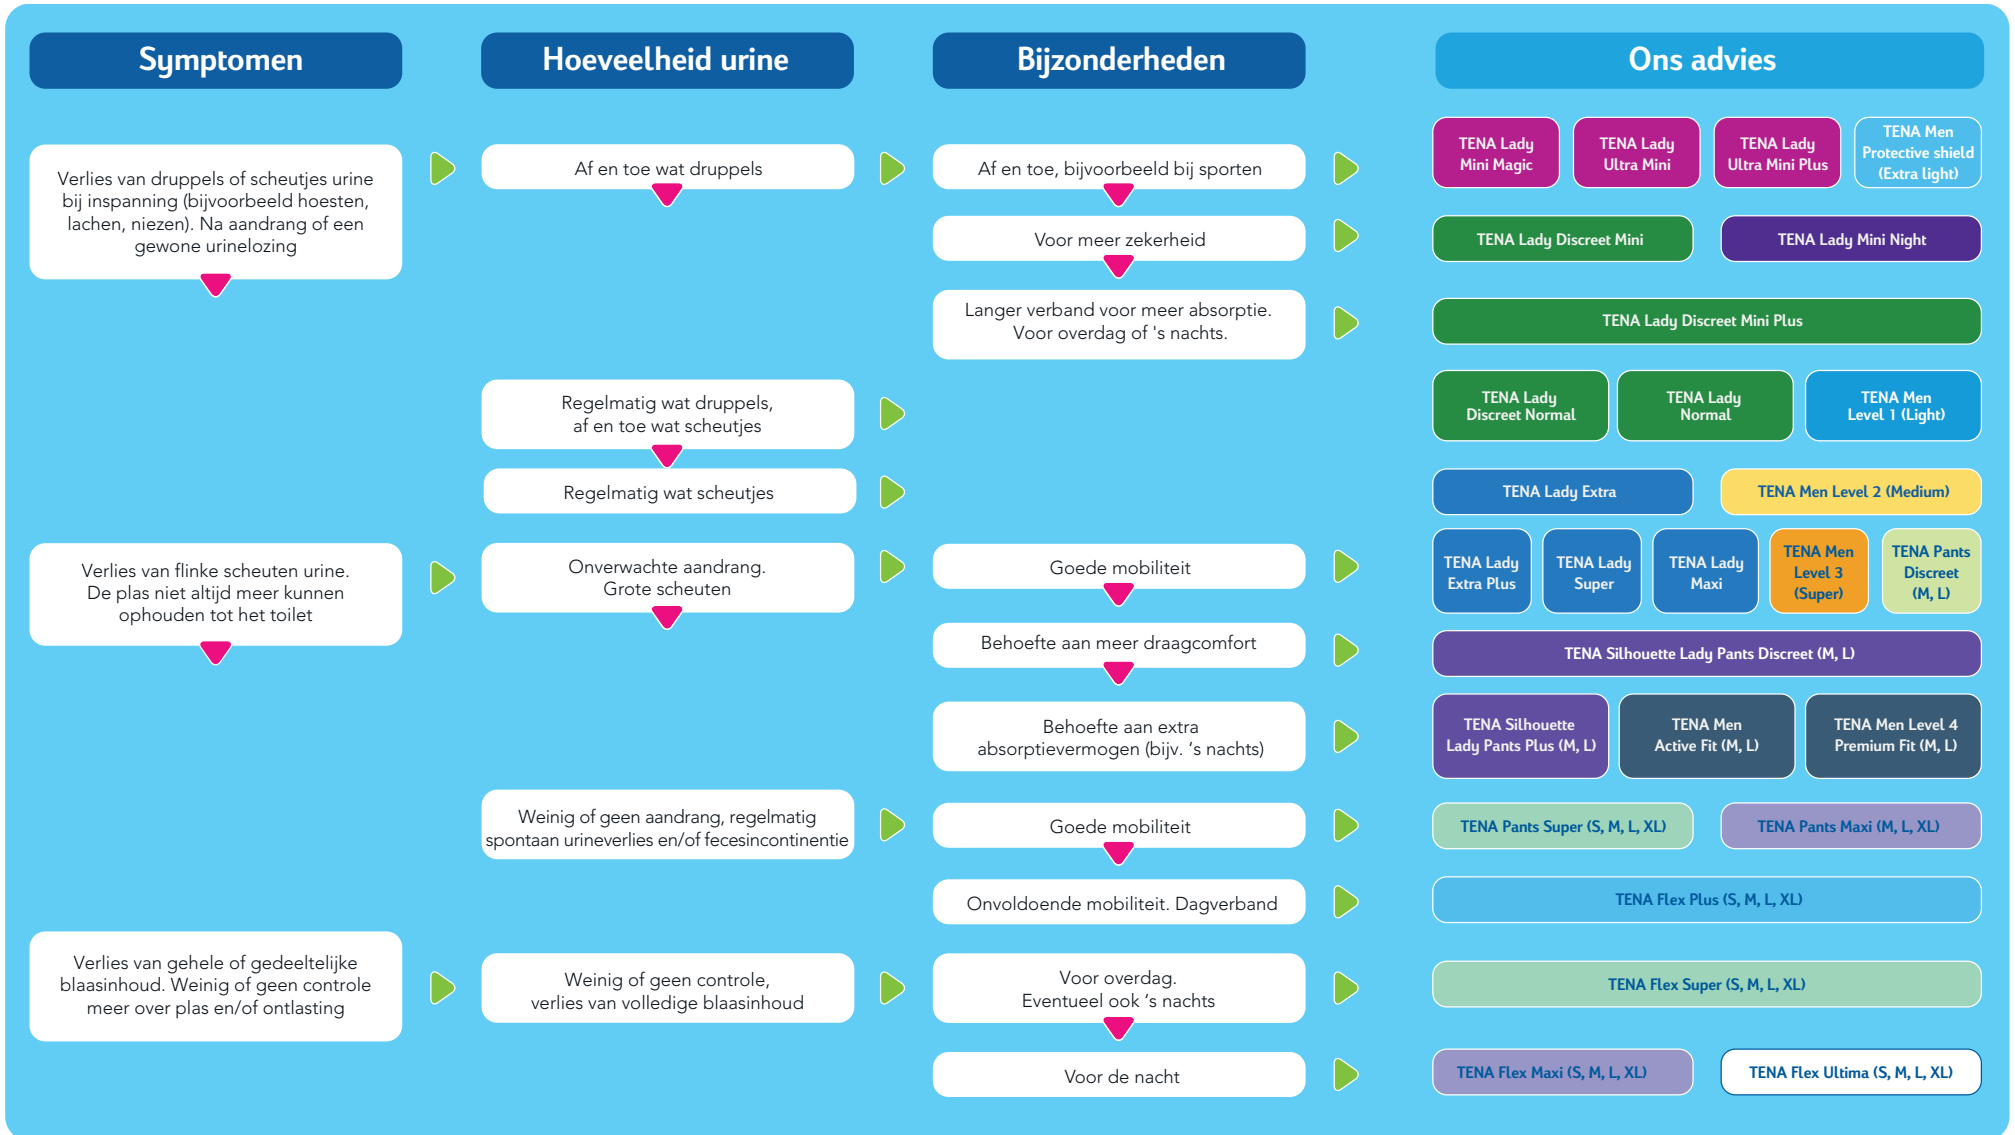 Symptomen
Hoeveelheid urine
Bijzonderheden
Ons advies
Verlies van druppels of scheutjes urine
bij inspanning (bijvoorbeeld hoesten,
lachen, niezen). Na aandrang of een
gewone urinelozing
Af en toe wat druppels
Af en toe, bijvoorbeeld bij sporten
TENA Lady
Mini Magic
TENA Lady
Ultra Mini
TENA Lady
Ultra Mini Plus
TENA Men
Protective shield
(Extra light)
Voor meer zekerheid
TENA Lady Discreet Mini
TENA Lady Mini Night
Langer verband voor meer absorptie.
Voor overdag of 's nachts.
TENA Lady Discreet Mini Plus
Regelmatig wat druppels,
af en toe wat scheutjes
TENA Lady
Discreet Normal
TENA Lady
Normal
TENA Men
Level 1 (Light)
Regelmatig wat scheutjes
TENA Lady Extra
TENA Men Level 2 (Medium)
Verlies van flinke scheuten urine.
De plas niet altijd meer kunnen
ophouden tot het toilet
Onverwachte aandrang.
Grote scheuten
Goede mobiliteit
TENA Lady
Extra Plus
TENA Lady
Super
TENA Lady
Maxi
TENA Men
Level 3
(Super)
TENA Pants
Discreet
(M, L)
Behoefte aan meer draagcomfort
TENA Silhouette Lady Pants Discreet (M, L)
Behoefte aan extra
absorptievermogen (bijv. ‘s nachts)
TENA Silhouette
Lady Pants Plus (M, L)
TENA Men
Active Fit (M, L)
TENA Men Level 4
Premium Fit (M, L)
Weinig of geen aandrang, regelmatig
spontaan urineverlies en/of fecesincontinentie
Goede mobiliteit
TENA Pants Super (S, M, L, XL)
TENA Pants Maxi (M, L, XL)
Onvoldoende mobiliteit. Dagverband
TENA Flex Plus (S, M, L, XL)
Verlies van gehele of gedeeltelijke
blaasinhoud. Weinig of geen controle
meer over plas en/of ontlasting
Weinig of geen controle,
verlies van volledige blaasinhoud
Voor overdag.
Eventueel ook ‘s nachts
TENA Flex Super (S, M, L, XL)
Voor de nacht
TENA Flex Maxi (S, M, L, XL)
TENA Flex Ultima (S, M, L, XL)